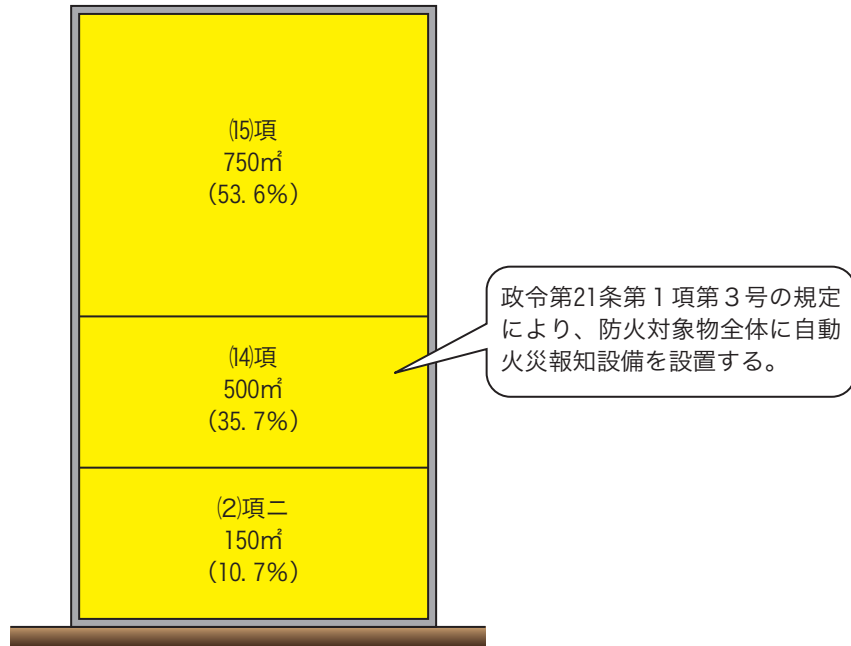 ⒂項
750㎡
（53.6%）
政令第21条第１項第３号の規定
により、防火対象物全体に自動
火災報知設備を設置する。
⒁項
500㎡
（35.7%）
⑵項ニ
150㎡
（10.7%）